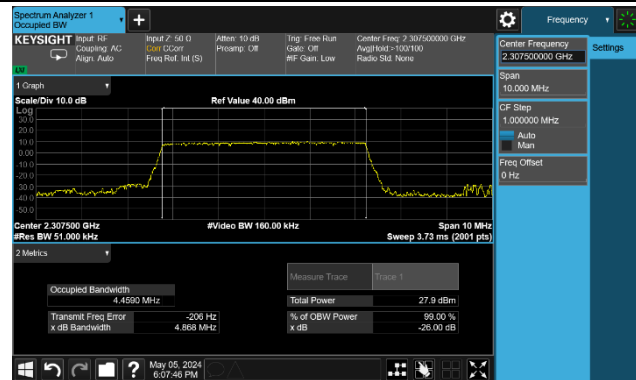 Spectrum Analyzer 1
Occupied BW
Frequency
KEYSIGHT
Input: RF
Coupling: AC
Align: Auto
Input Z: 50 Ω
Corr CCorr
Freq Ref: Int (S)
Atten: 10 dB
Preamp: Off
Trig: Free Run
Gate: Off
#IF Gain: Low
Center Freq: 2.307500000 GHz
Avg|Hold:>100/100
Radio Std: None
Center Frequency
2.307500000 GHz
Settings
Span
10.000 MHz
CF Step
1.000000 MHz
Auto
Man
Freq Offset
0 Hz
1 Graph
Scale/Div 10.0 dB
Ref Value 40.00 dBm
Log
30.0
20.0
10.0
0.00
-10.0
-20.0
-30.0
-40.0
-50.0
Center 2.307500 GHz
#Video BW 160.00 kHz
Span 10 MHz
#Res BW 51.000 kHz
Sweep 3.73 ms (2001 pts)
2 Metrics
Measure Trace
Trace 1
Occupied Bandwidth
4.4590 MHz
Total Power
27.9 dBm
Transmit Freq Error
-206 Hz
% of OBW Power
99.00 %
x dB Bandwidth
4.868 MHz
x dB
-26.00 dB
May 05, 2024
6:07:46 PM